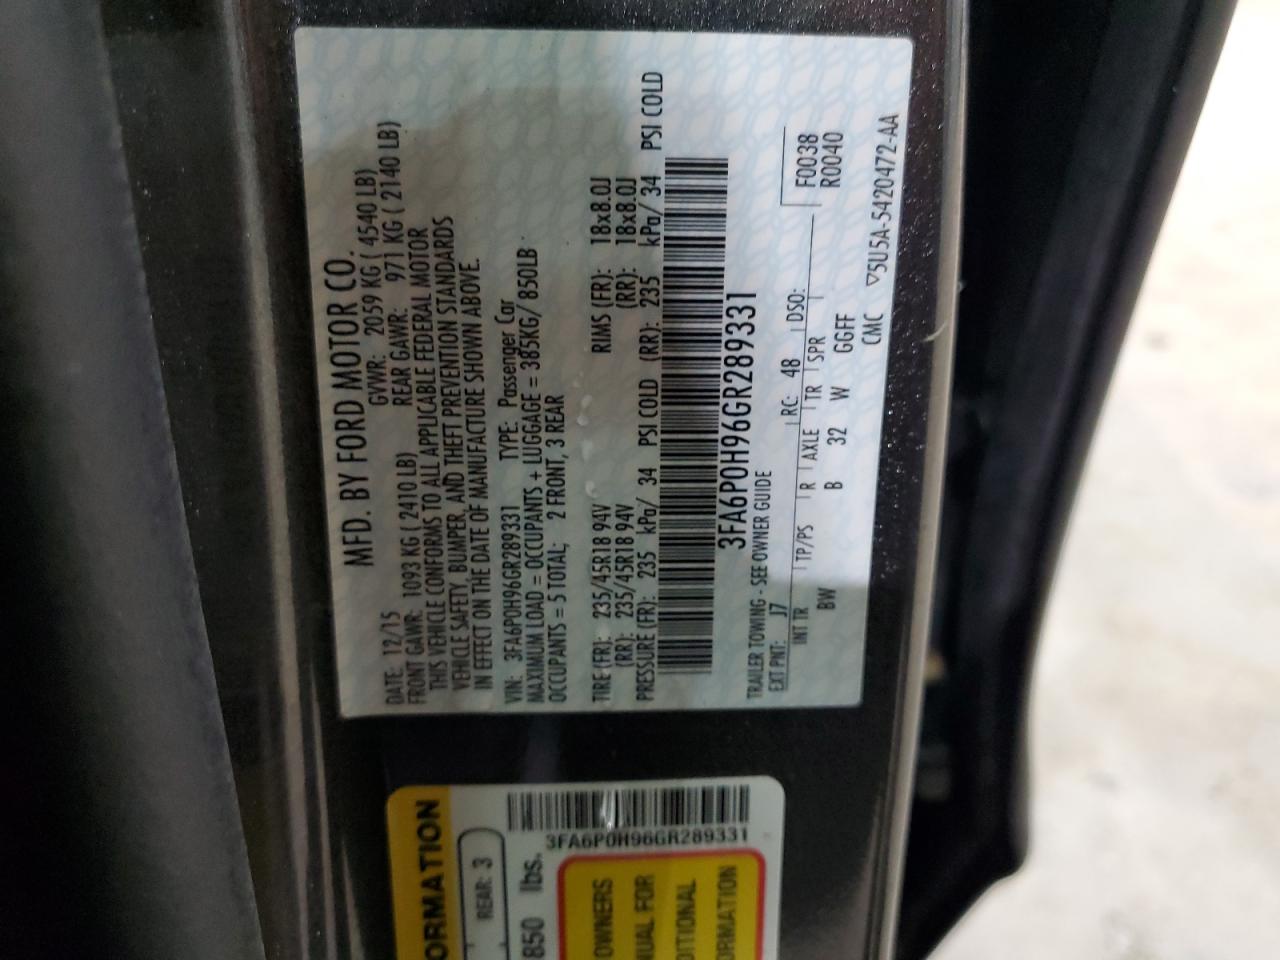 MFD. BY FORD MOTOR CO.
DATE: 12/15 GVWR: 2059 KG ( 4540 LB)
FRONT GAWR: 1093 KG ( 2410 LB) REAR GAWR: 971 KG ( 2140 LB)
THIS VEHICLE CONFORMS TO ALL APPLICABLE FEDERAL MOTOR
VEHICLE SAFETY, BUMPER, AND THEFT PREVENTION STANDARDS
IN EFFECT ON THE DATE OF MANUFACTURE SHOWN ABOVE.
VIN: 3FA6P0H96GR289331 TYPE: Passenger Car
MAXIMUM LOAD = OCCUPANTS + LUGGAGE = 385KG/ 850LB
OCCUPANTS = 5 TOTAL; 2 FRONT, 3 REAR
TIRE (FR): 235/45R18 94V RIMS (FR): 18x8.0J
(RR): 235/45R18 94V (RR): 18x8.0J
PRESSURE (FR): 235 kPa/ 34 PSI COLD (RR): 235 kPa/ 34 PSI COLD
3FA6P0H96GR289331
TRAILER TOWING - SEE OWNER GUIDE
EXT PNT: J7 RC: 48 DSO: F0038
INT TR TP/PS R AXLE TR SPR R0040
BW B 32 W GGFF
CMC ▽5U5A-5420472-AA
ORMATION
REAR: 3
850 lbs.
3FA6P0H96GR289331
OWNERS
NUAL FOR
DITIONAL
ORMATION